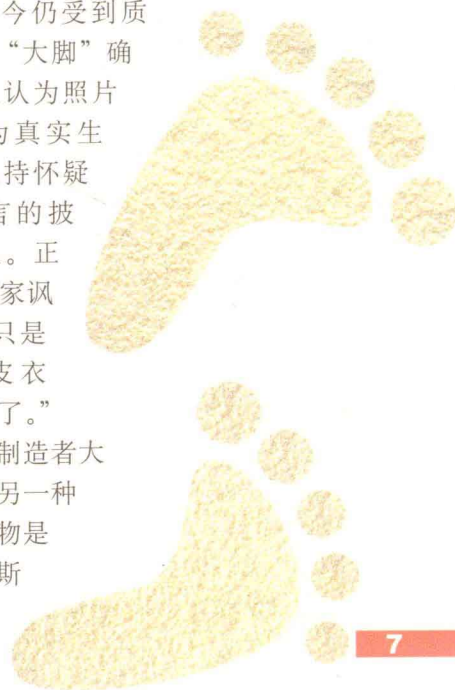 今仍受到质
“大脚”确
认为照片
为真实生
持怀疑
言的披
。正
家讽
只是
皮衣
了。”
制造者大
另一种
物是
斯
7